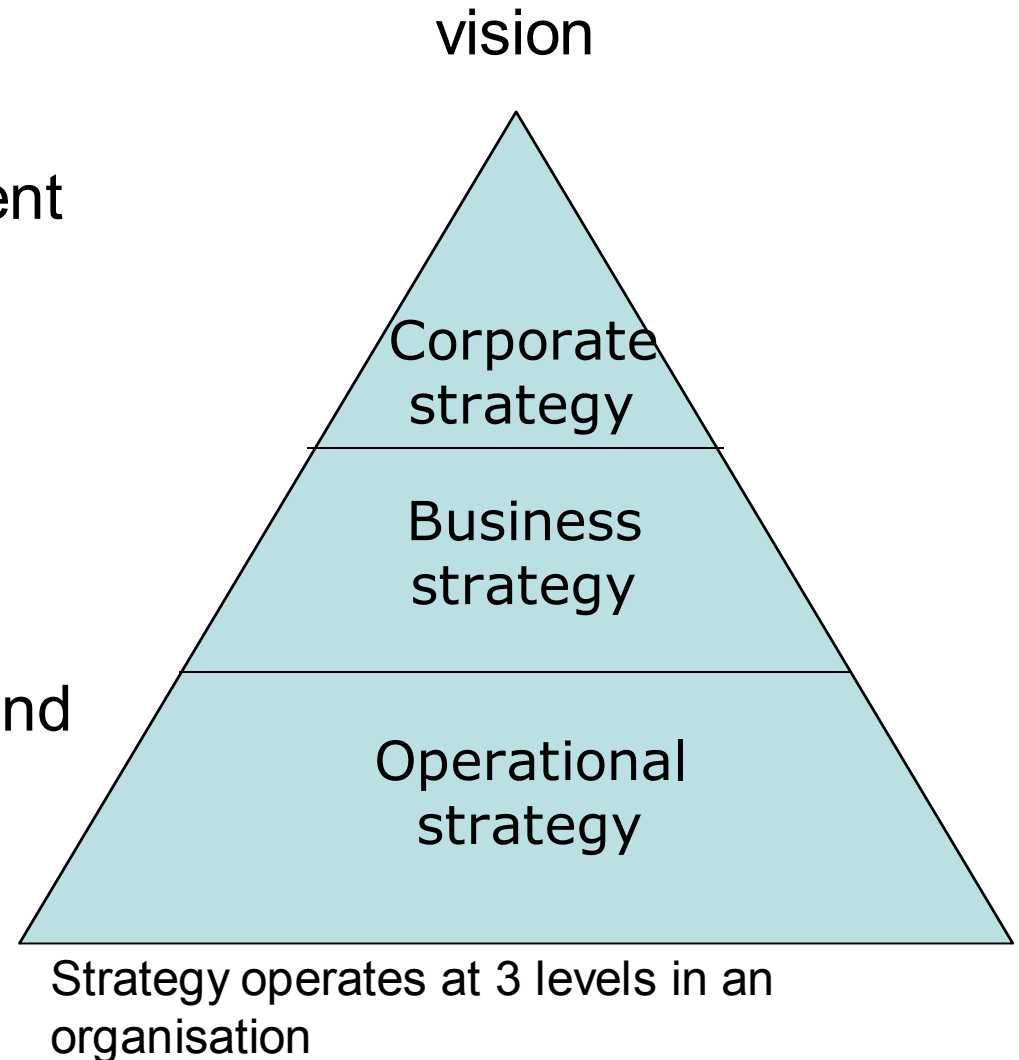 vision
ent
Corporate
strategy
Business
strategy
nd
Operational
strategy
Strategy operates at 3 levels in an
organisation